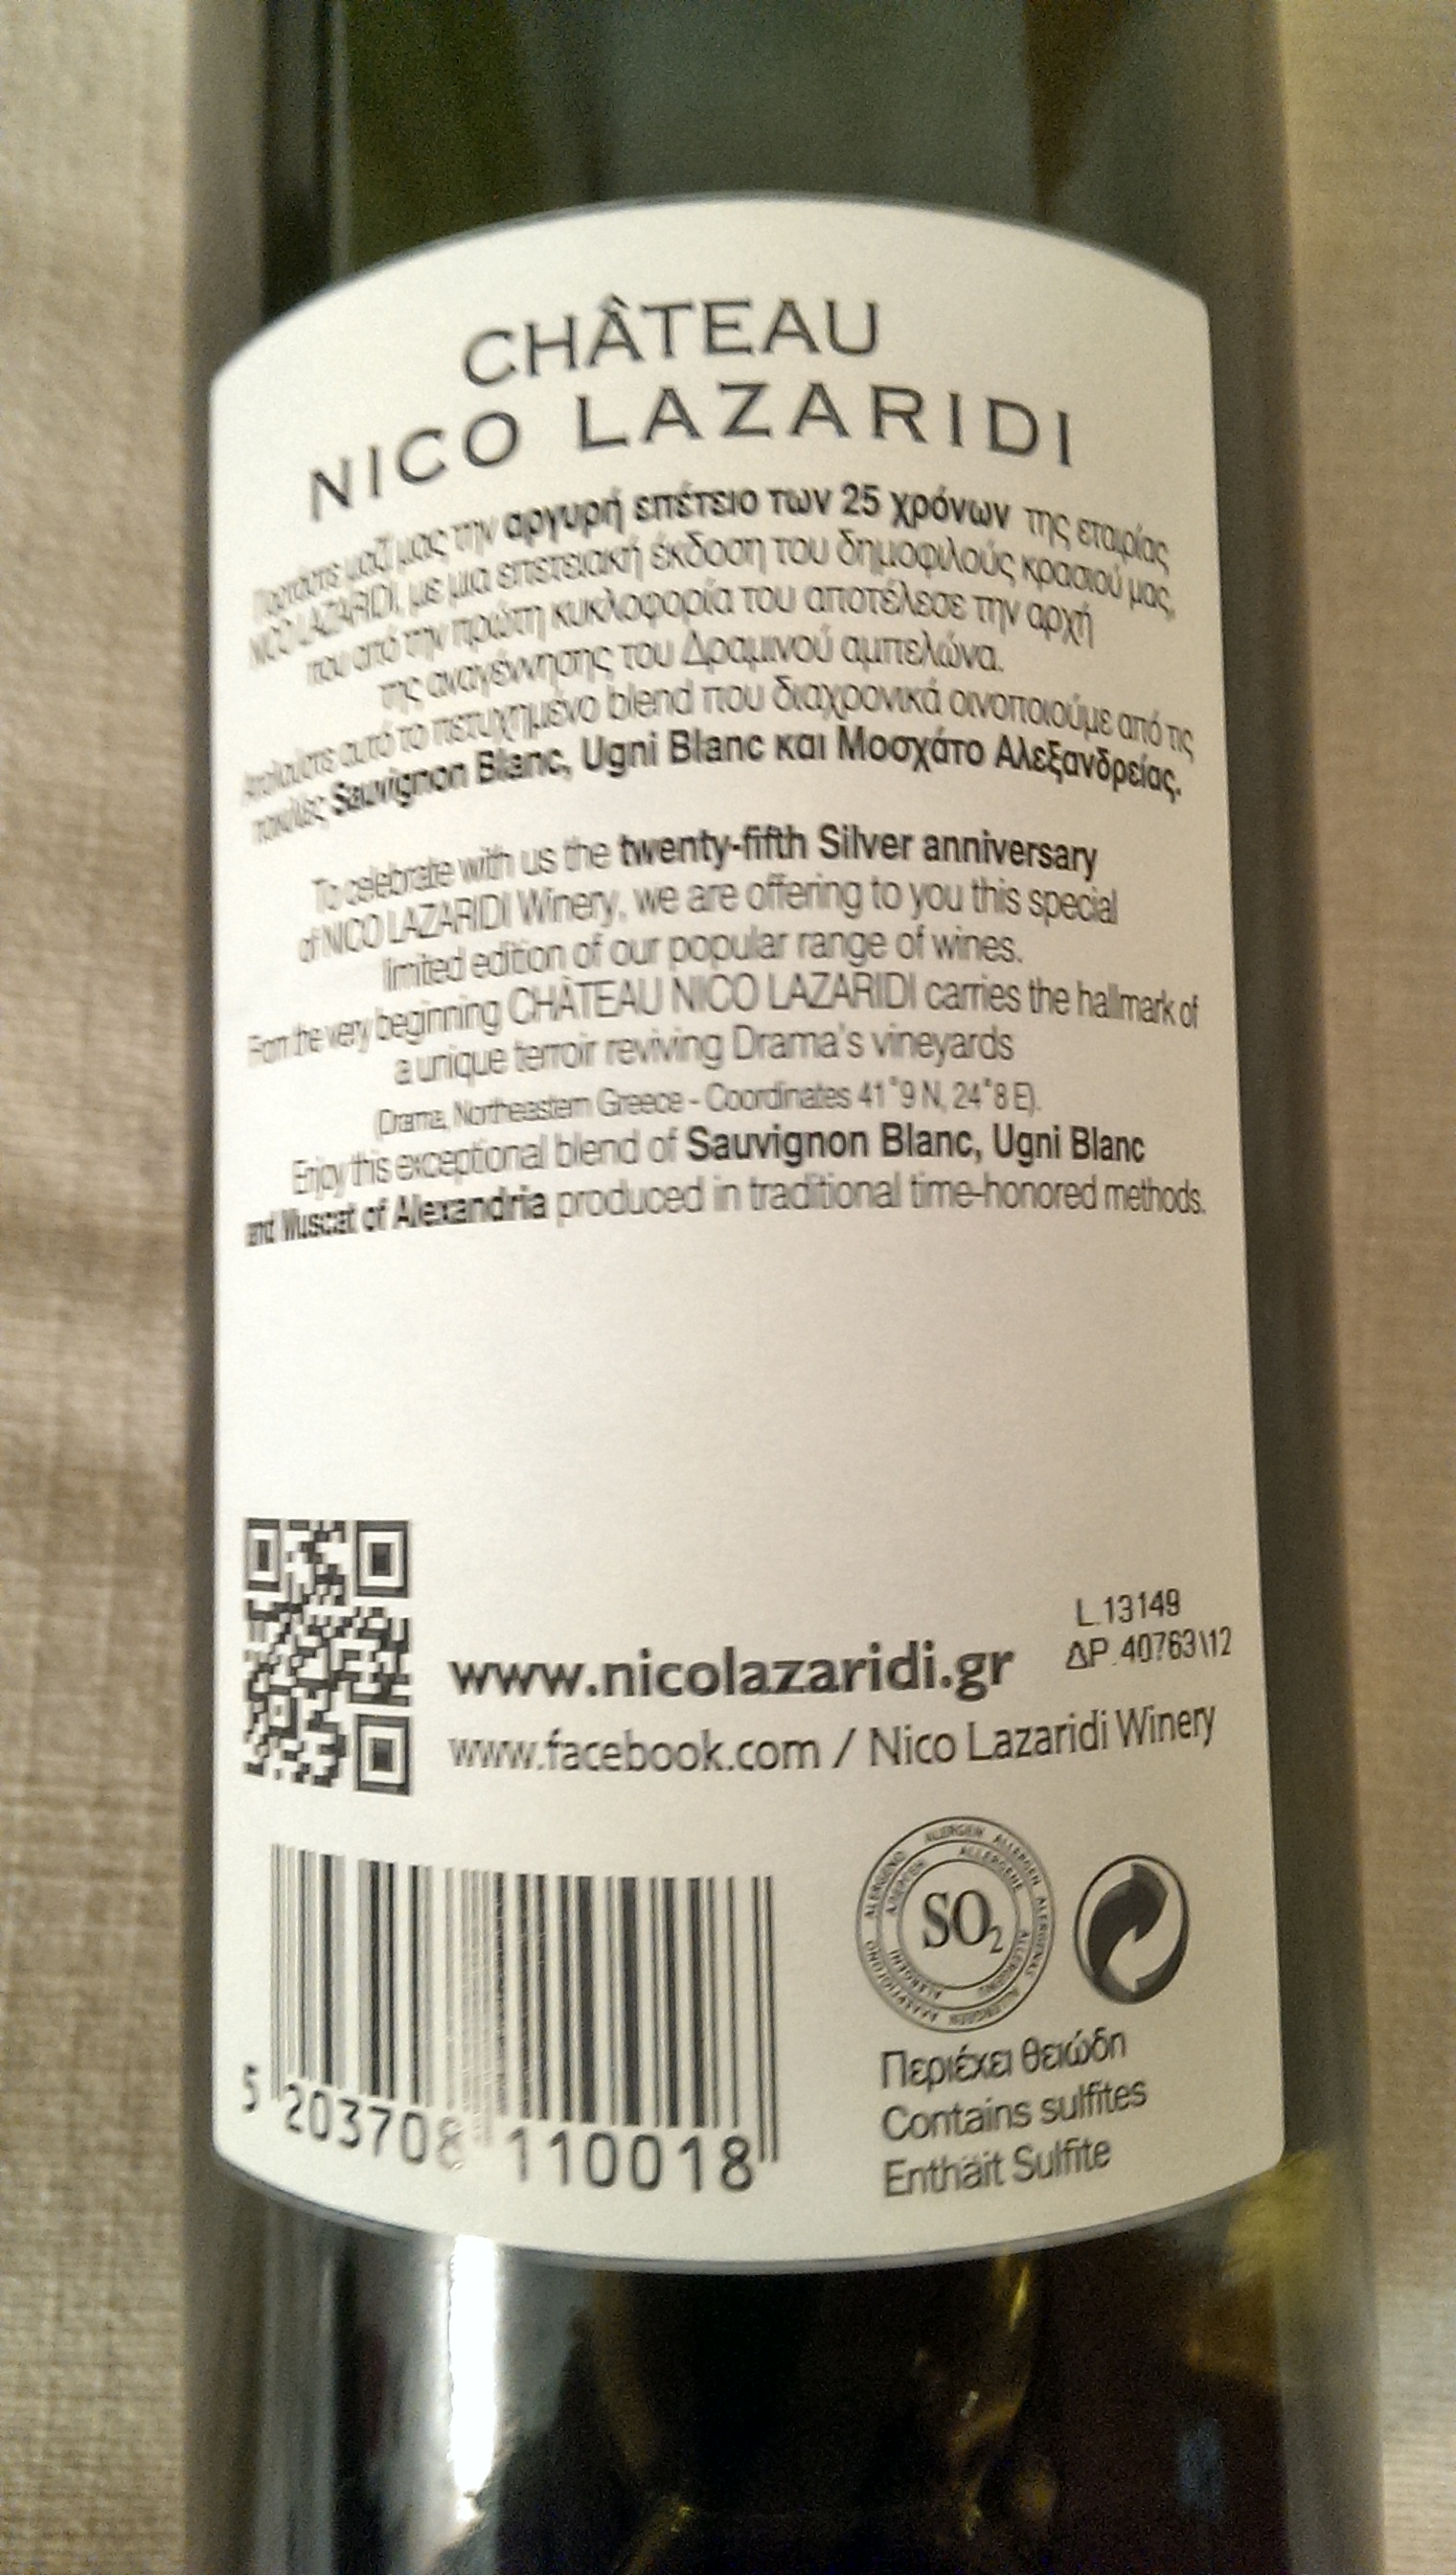 CHÂTEAU
NICO LAZARIDI
Γιορτάστε μαζί μας την αργυρή επέτειο των 25 χρόνων της εταιρίας
NICO LAZARIDI, με μια επετειακή έκδοση του δημοφιλούς κρασιού μας,
που από την πρώτη κυκλοφορία του αποτέλεσε την αρχή
της αναγέννησης του Δραμινού αμπελώνα.
Απολαύστε αυτό το πετυχημένο blend που διαχρονικά οινοποιούμε από τις
ποικιλίες Sauvignon Blanc, Ugni Blanc και Μοσχάτο Αλεξανδρείας.
To celebrate with us the twenty-fifth Silver anniversary
of NICO LAZARIDI Winery, we are offering to you this special
limited edition of our popular range of wines.
From the very beginning CHÂTEAU NICO LAZARIDI carries the hallmark of
a unique terroir reviving Drama's vineyards
(Drama, Northeastern Greece - Coordinates 41°9 N, 24°8 E).
Enjoy this exceptional blend of Sauvignon Blanc, Ugni Blanc
and Muscat of Alexandria produced in traditional time-honored methods.
L.13149
ΔΡ.40763\12
www.nicolazaridi.gr
www.facebook.com / Nico Lazaridi Winery
SO2
5 203708 110018
Περιέχει θειώδη
Contains sulfites
Enthäit Sulfite